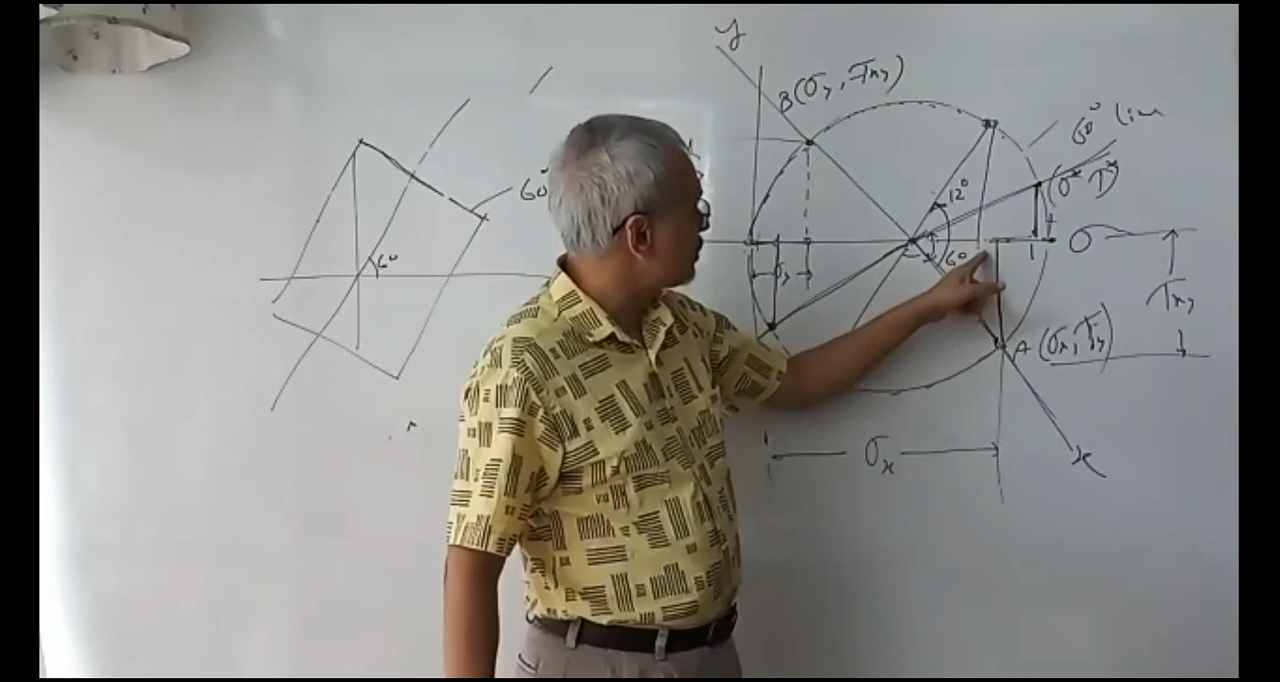 y
B(σy, -τxy)
60° line
60°
(σ* τ*)
12°
60
σ
60
σy
τxy
A (σx, τxy)
σx
x